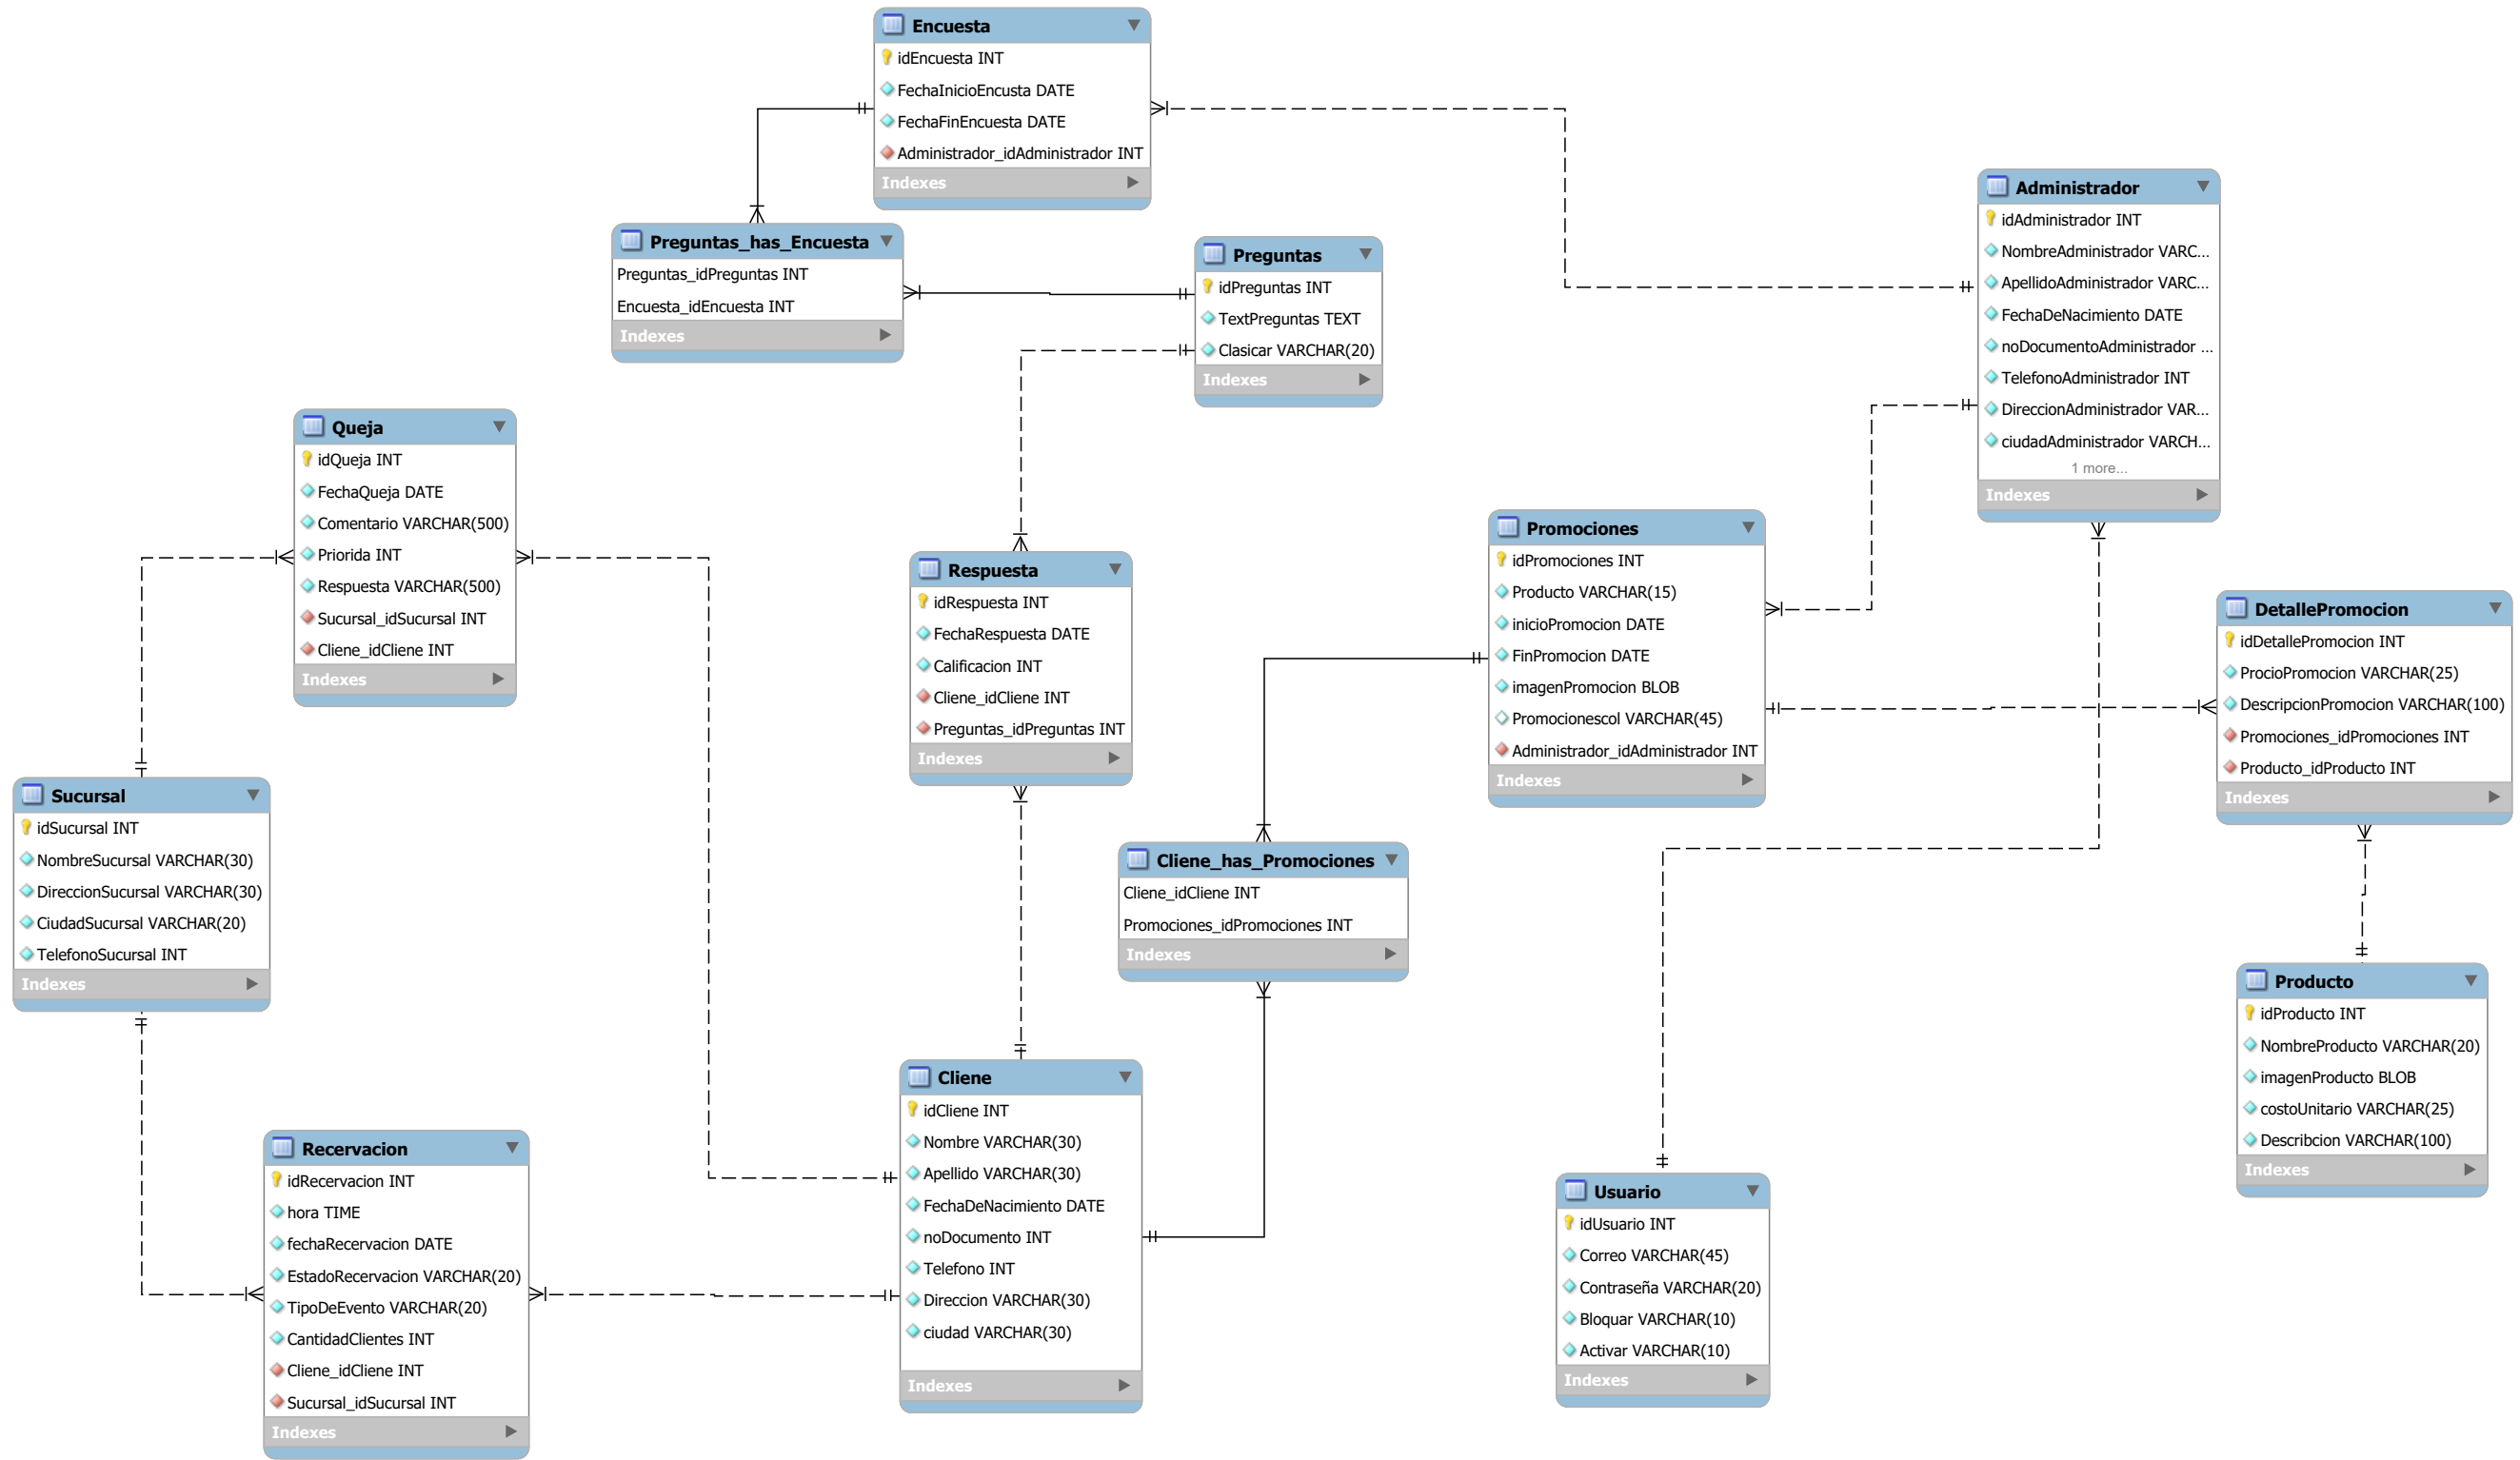 Encuesta
idEncuesta INT
FechaInicioEncusta DATE
FechaFinEncuesta DATE
Administrador_idAdministrador INT
Indexes
Preguntas_has_Encuesta
Preguntas_idPreguntas INT
Encuesta_idEncuesta INT
Indexes
Preguntas
idPreguntas INT
TextPreguntas TEXT
Clasicar VARCHAR(20)
Indexes
Administrador
idAdministrador INT
NombreAdministrador VARC...
ApellidoAdministrador VARC...
FechaDeNacimiento DATE
noDocumentoAdministrador ...
TelefonoAdministrador INT
DireccionAdministrador VAR...
ciudadAdministrador VARCH...
1 more...
Indexes
Queja
idQueja INT
FechaQueja DATE
Comentario VARCHAR(500)
Priorida INT
Respuesta VARCHAR(500)
Sucursal_idSucursal INT
Cliene_idCliene INT
Indexes
Respuesta
idRespuesta INT
FechaRespuesta DATE
Calificacion INT
Cliene_idCliene INT
Preguntas_idPreguntas INT
Indexes
Promociones
idPromociones INT
Producto VARCHAR(15)
inicioPromocion DATE
FinPromocion DATE
imagenPromocion BLOB
Promocionescol VARCHAR(45)
Administrador_idAdministrador INT
Indexes
DetallePromocion
idDetallePromocion INT
ProcioPromocion VARCHAR(25)
DescripcionPromocion VARCHAR(100)
Promociones_idPromociones INT
Producto_idProducto INT
Indexes
Sucursal
idSucursal INT
NombreSucursal VARCHAR(30)
DireccionSucursal VARCHAR(30)
CiudadSucursal VARCHAR(20)
TelefonoSucursal INT
Indexes
Cliene_has_Promociones
Cliene_idCliene INT
Promociones_idPromociones INT
Indexes
Producto
idProducto INT
NombreProducto VARCHAR(20)
imagenProducto BLOB
costoUnitario VARCHAR(25)
Describcion VARCHAR(100)
Indexes
Recervacion
idRecervacion INT
hora TIME
fechaRecervacion DATE
EstadoRecervacion VARCHAR(20)
TipoDeEvento VARCHAR(20)
CantidadClientes INT
Cliene_idCliene INT
Sucursal_idSucursal INT
Indexes
Cliene
idCliene INT
Nombre VARCHAR(30)
Apellido VARCHAR(30)
FechaDeNacimiento DATE
noDocumento INT
Telefono INT
Direccion VARCHAR(30)
ciudad VARCHAR(30)
Indexes
Usuario
idUsuario INT
Correo VARCHAR(45)
Contraseña VARCHAR(20)
Bloquar VARCHAR(10)
Activar VARCHAR(10)
Indexes